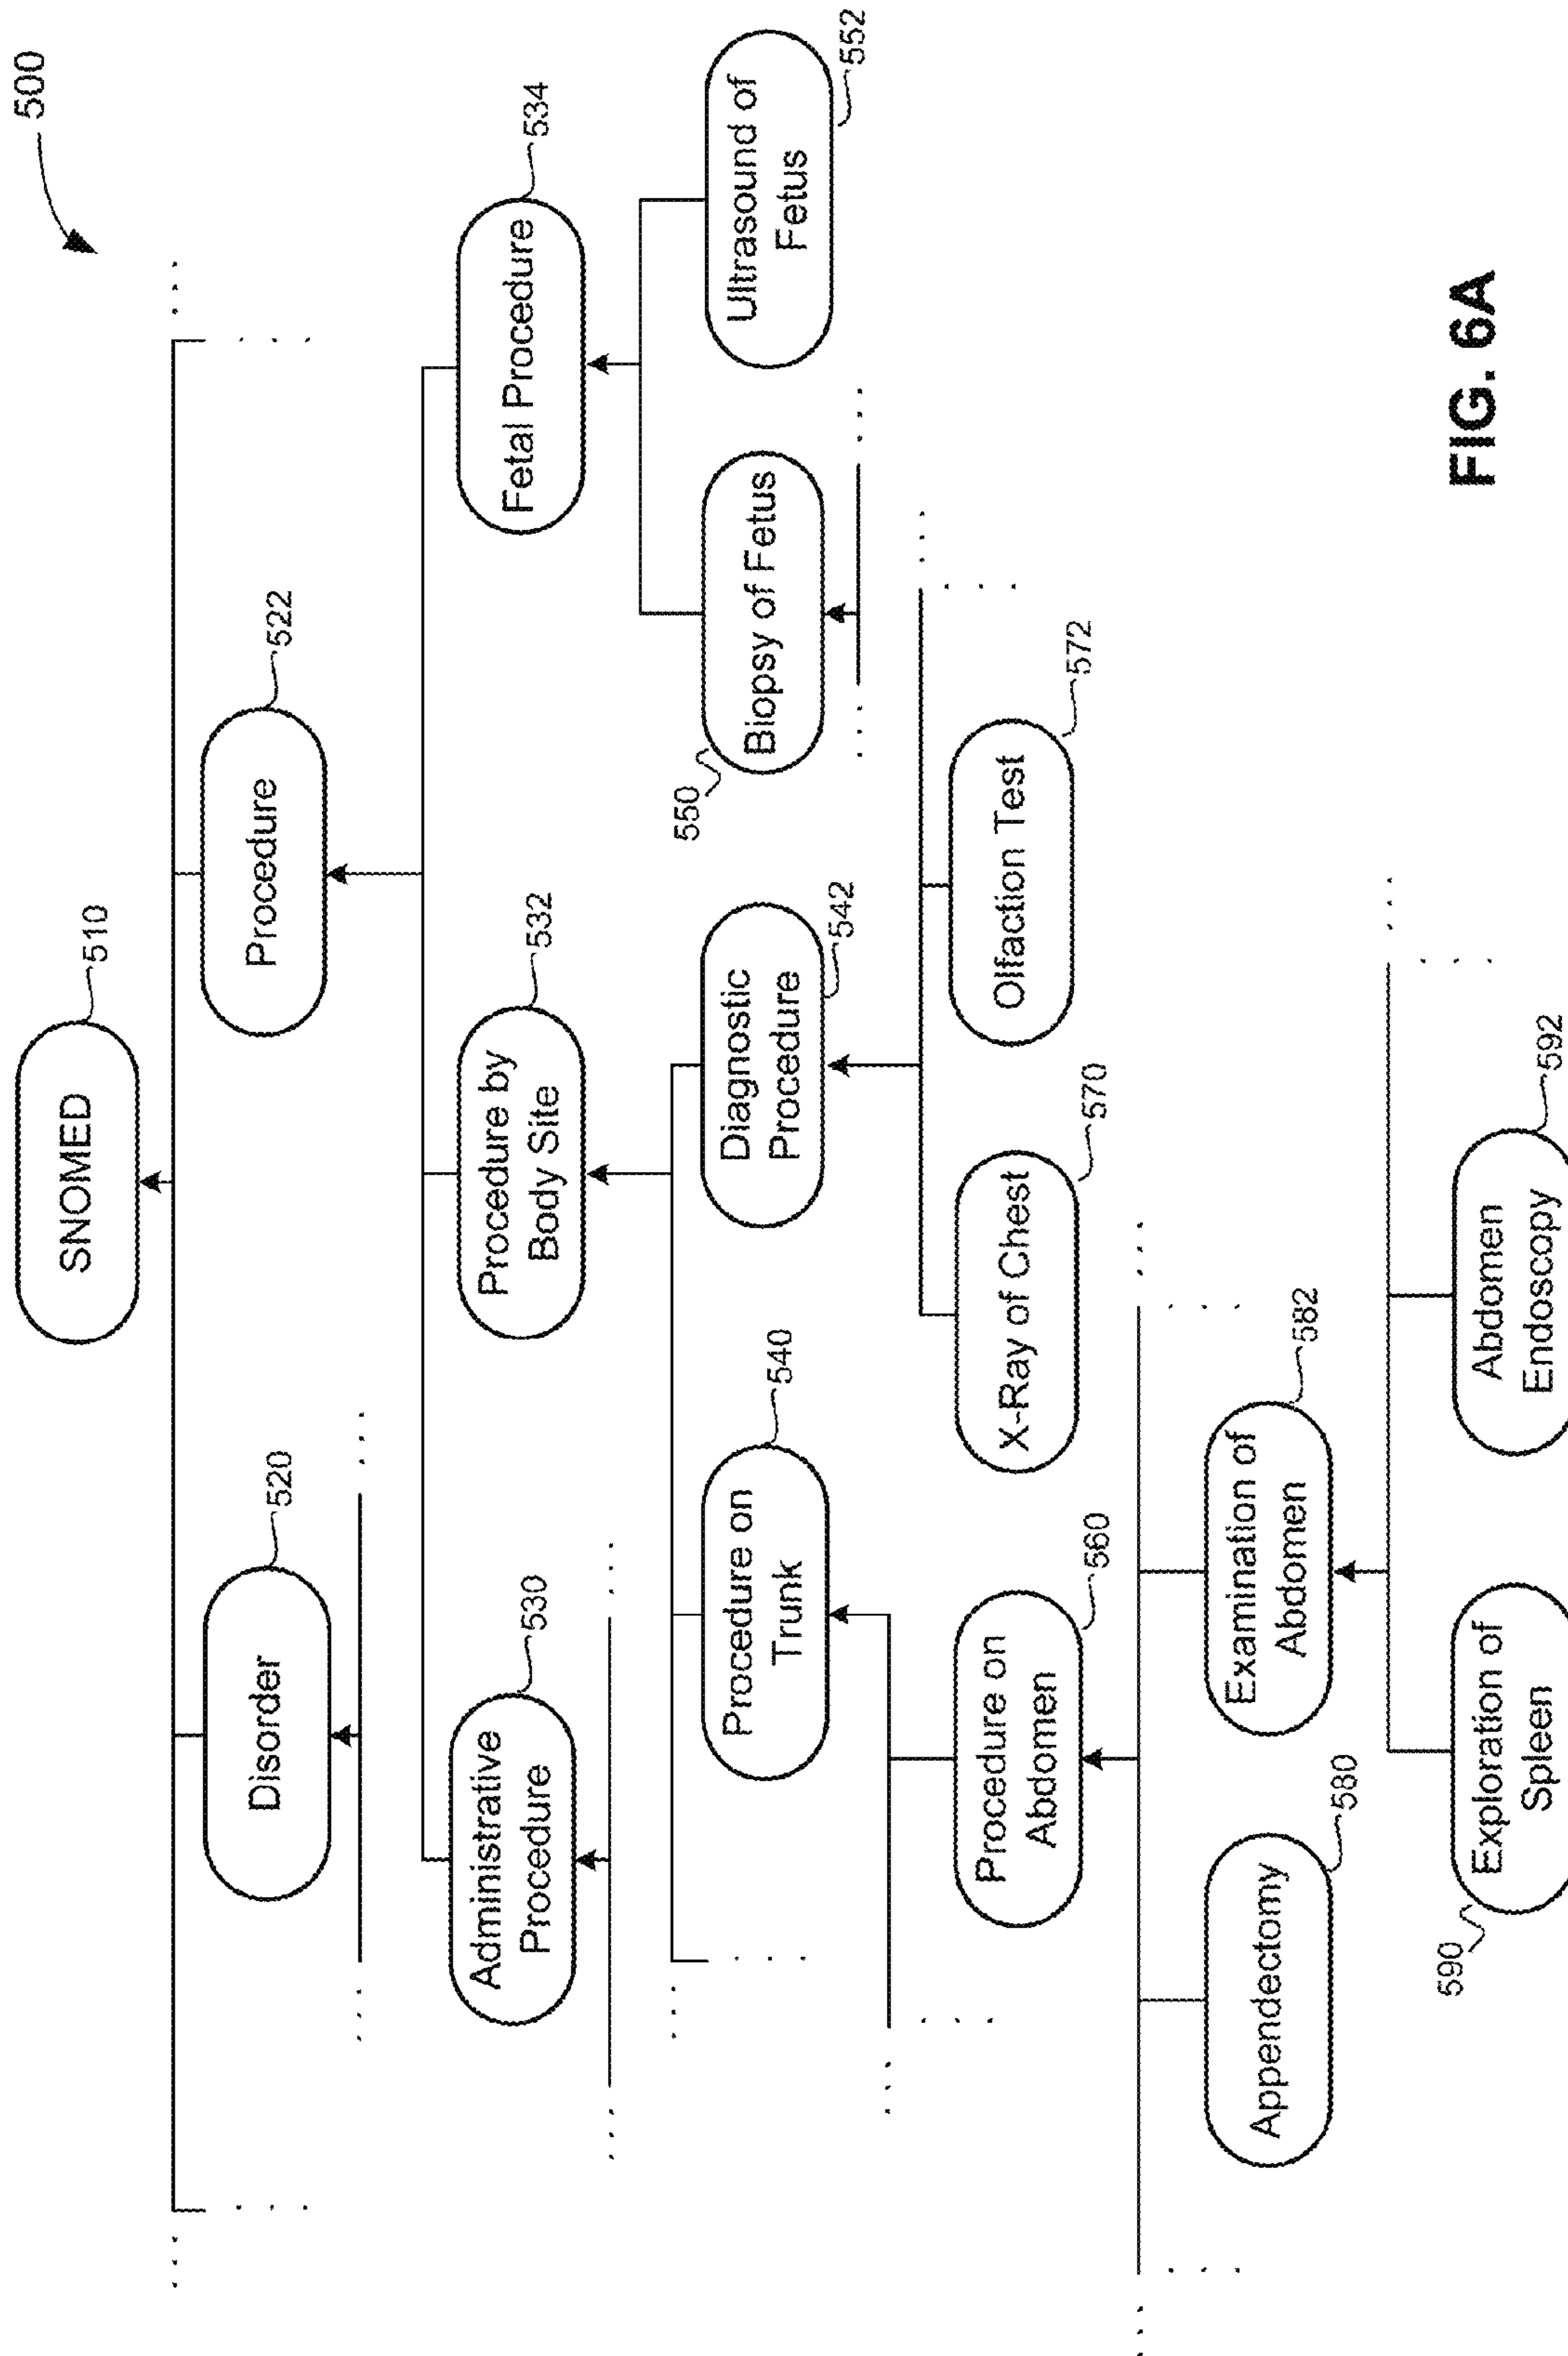 500
SNOMED
510
Disorder
520
Procedure
522
Administrative
Procedure
530
Procedure by
Body Site
532
Fetal Procedure
534
Procedure on
Trunk
540
Diagnostic
Procedure
542
550
Biopsy of Fetus
Ultrasound of
Fetus
552
Procedure on
Abdomen
560
X-Ray of Chest
570
Olfaction Test
572
Appendectomy
580
Examination of
Abdomen
582
590
Exploration of
Spleen
Abdomen
Endoscopy
592
FIG. 6A